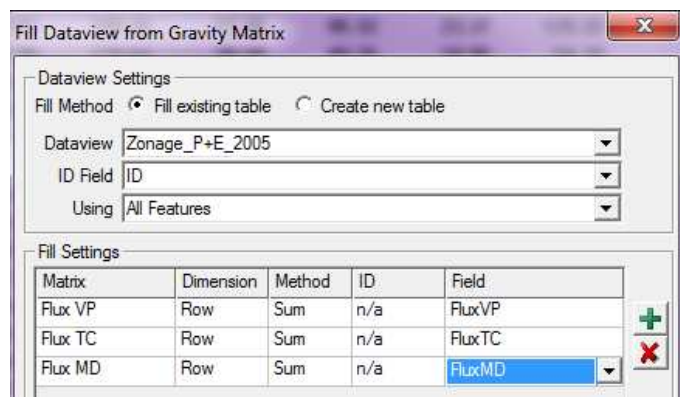 Fill Dataview from Gravity Matrix
Dataview Settings
Fill Method Fill existing table Create new table
Dataview Zonage_P+E_2005
ID Field ID
Using All Features
Fill Settings
Matrix Dimension Method ID Field
Flux VP Row Sum n/a FluxVP
Flux TC Row Sum n/a FluxTC
Flux MD Row Sum n/a FluxMD